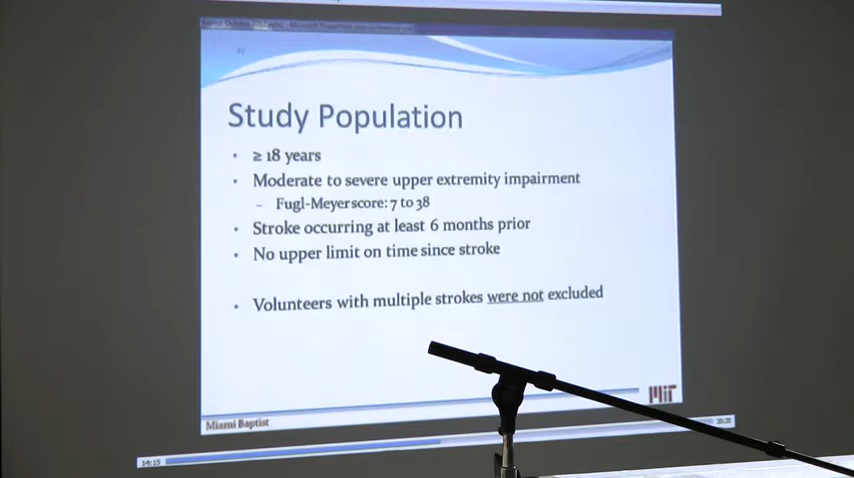 Study Population
• ≥ 18 years
• Moderate to severe upper extremity impairment
– Fugl-Meyer score: 7 to 38
• Stroke occurring at least 6 months prior
• No upper limit on time since stroke
• Volunteers with multiple strokes were not excluded
MIT
Miami Baptist
14:15